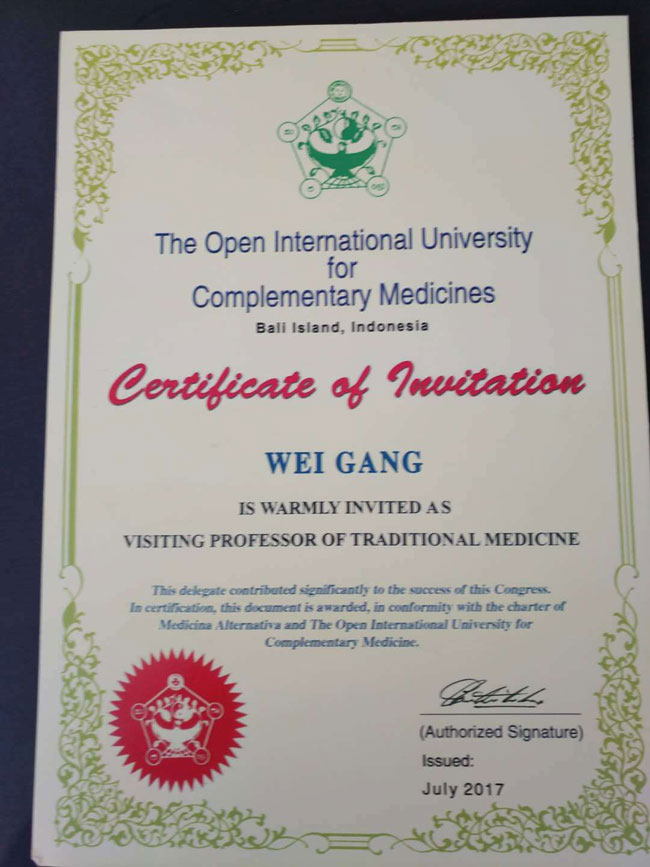 The Open International University
for
Complementary Medicines
Bali Island, Indonesia
Certificate of Invitation
WEI GANG
IS WARMLY INVITED AS
VISITING PROFESSOR OF TRADITIONAL MEDICINE
This delegate contributed significantly to the success of this Congress.
In certification, this document is awarded, in conformity with the charter of
Medicina Alternativa and The Open International University for
Complementary Medicine.
(Authorized Signature)
Issued:
July 2017